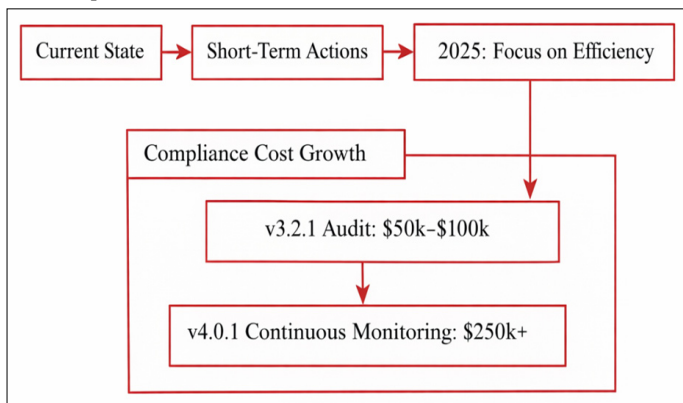 Current State
Short-Term Actions
2025: Focus on Efficiency
Compliance Cost Growth
v3.2.1 Audit: $50k–$100k
v4.0.1 Continuous Monitoring: $250k+